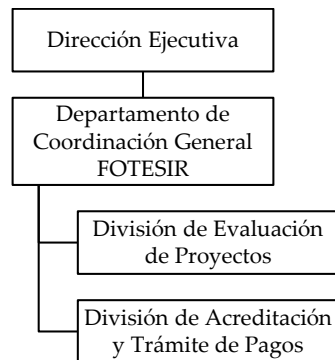 Dirección Ejecutiva
Departamento de
Coordinación General
FOTESIR
División de Evaluación
de Proyectos
División de Acreditación
y Trámite de Pagos